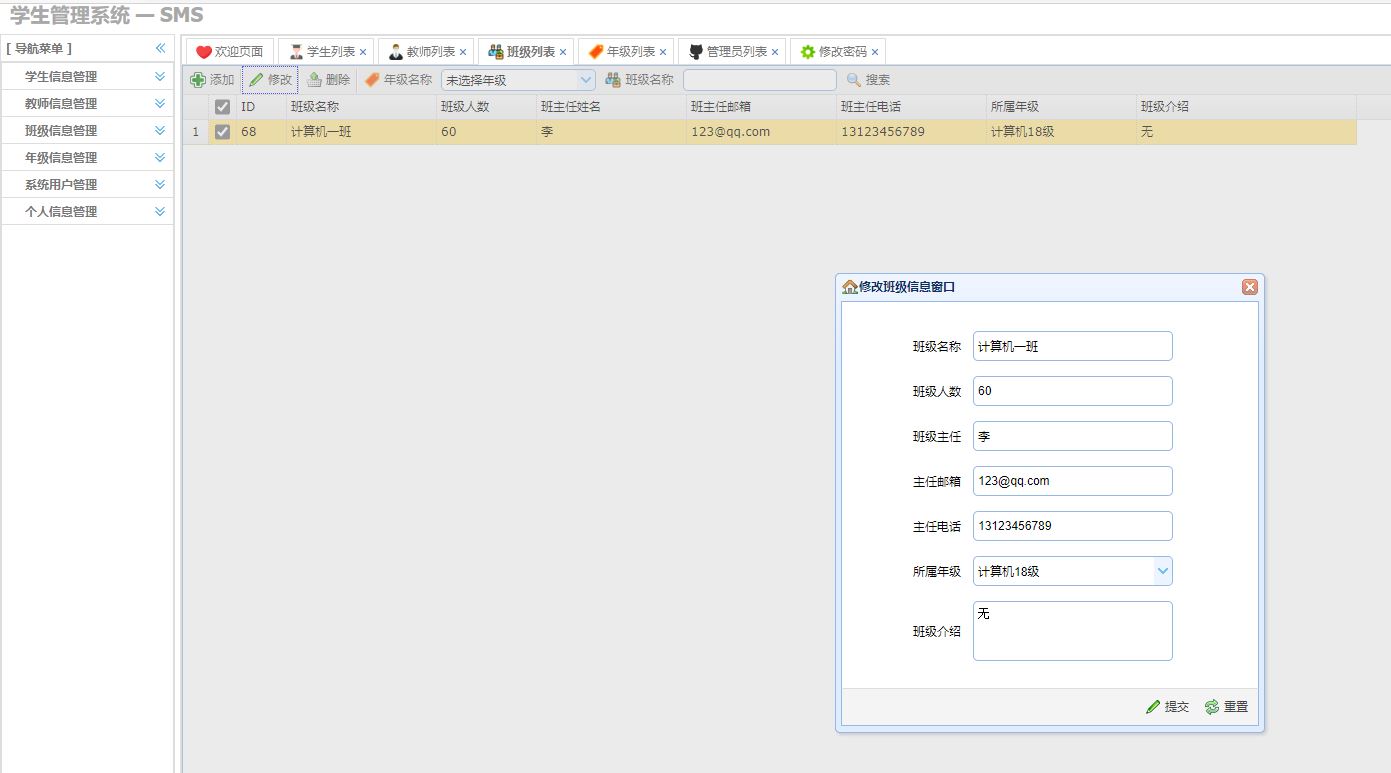 学生管理系统 — SMS
[ 导航菜单 ]
学生信息管理
教师信息管理
班级信息管理
年级信息管理
系统用户管理
个人信息管理
欢迎页面 学生列表 教师列表 班级列表 年级列表 管理员列表 修改密码
添加 修改 删除 年级名称 未选择年级 班级名称 搜索
ID 班级名称 班级人数 班主任姓名 班主任邮箱 班主任电话 所属年级 班级介绍
1 68 计算机一班 60 李 123@qq.com 13123456789 计算机18级 无
修改班级信息窗口
班级名称 计算机一班
班级人数 60
班级主任 李
主任邮箱 123@qq.com
主任电话 13123456789
所属年级 计算机18级
班级介绍 无
提交 重置